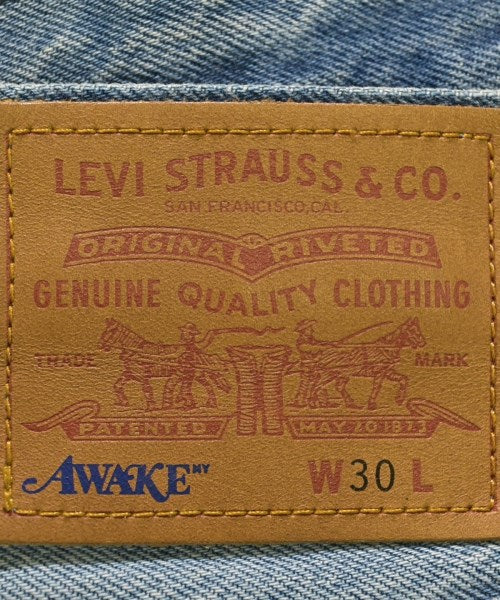 LEVI STRAUSS & CO.
SAN FRANCISCO, CAL.
ORIGINAL RIVETED
GENUINE QUALITY CLOTHING
TRADE MARK
PATENTED MAY 20 1873
AWAKE NY W 30 L